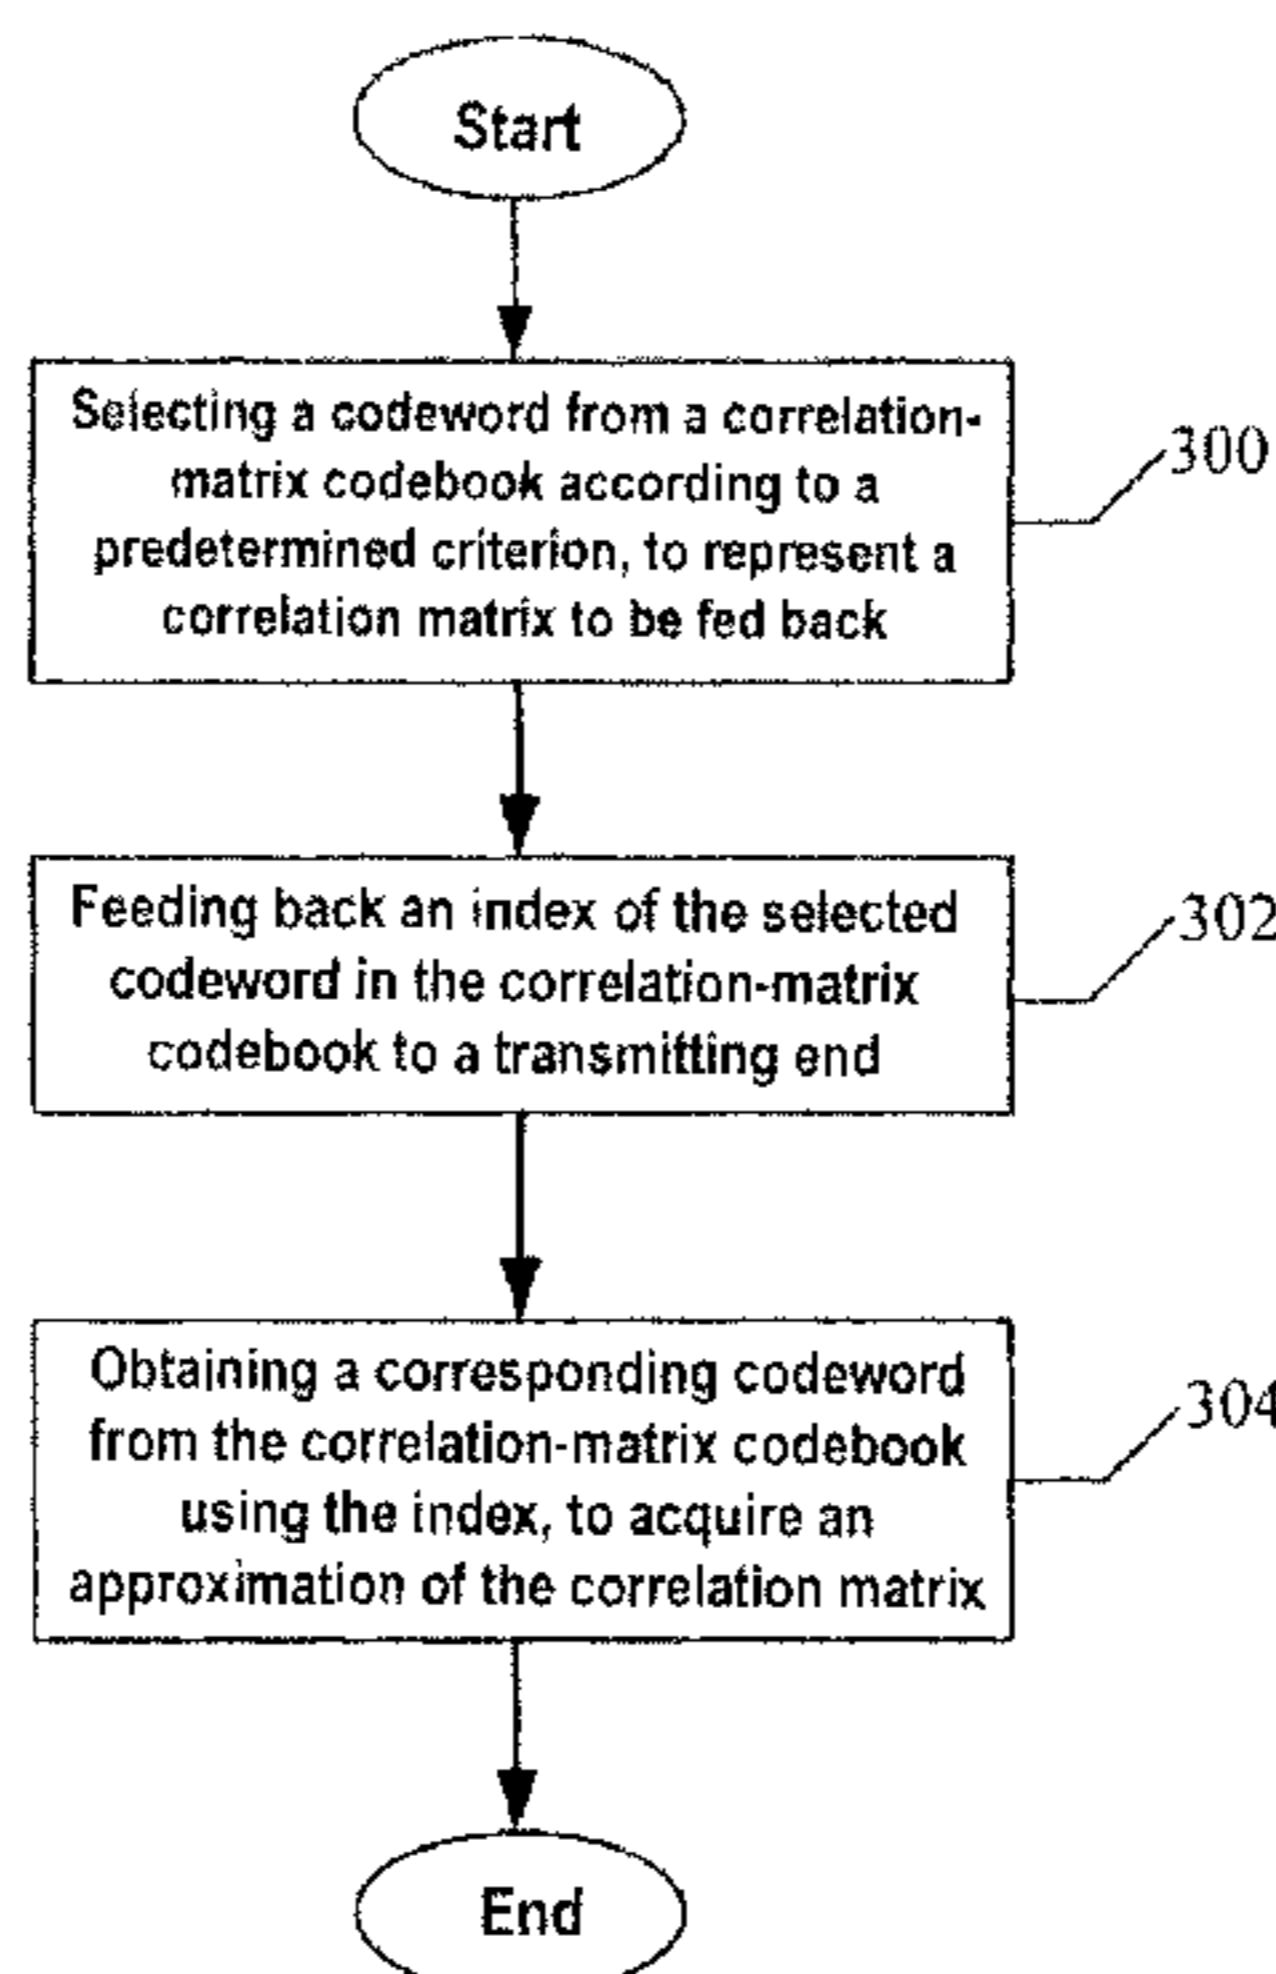 Start
Selecting a codeword from a correlation-
matrix codebook according to a
predetermined criterion, to represent a
correlation matrix to be fed back
300
Feeding back an index of the selected
codeword in the correlation-matrix
codebook to a transmitting end
302
Obtaining a corresponding codeword
from the correlation-matrix codebook
using the index, to acquire an
approximation of the correlation matrix
304
End